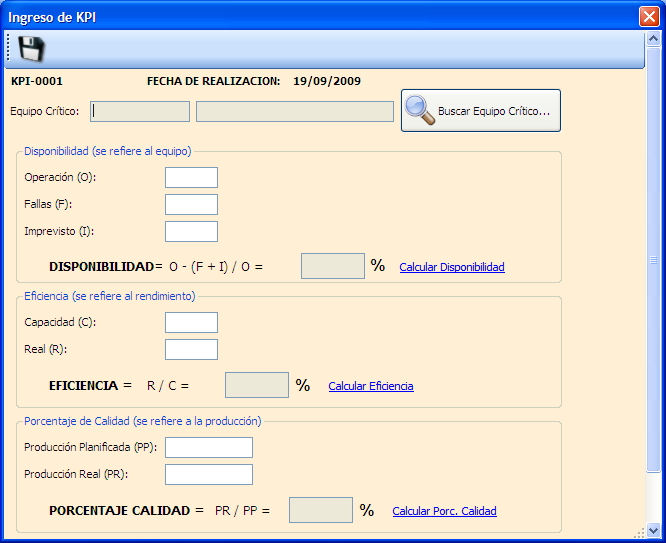 Ingreso de KPI
KPI-0001 FECHA DE REALIZACION: 19/09/2009
Equipo Crítico: Buscar Equipo Crítico...
Disponibilidad (se refiere al equipo)
Operación (O):
Fallas (F):
Imprevisto (I):
DISPONIBILIDAD= O - (F + I) / O = % Calcular Disponibilidad
Eficiencia (se refiere al rendimiento)
Capacidad (C):
Real (R):
EFICIENCIA = R / C = % Calcular Eficiencia
Porcentaje de Calidad (se refiere a la producción)
Producción Planificada (PP):
Producción Real (PR):
PORCENTAJE CALIDAD = PR / PP = % Calcular Porc. Calidad